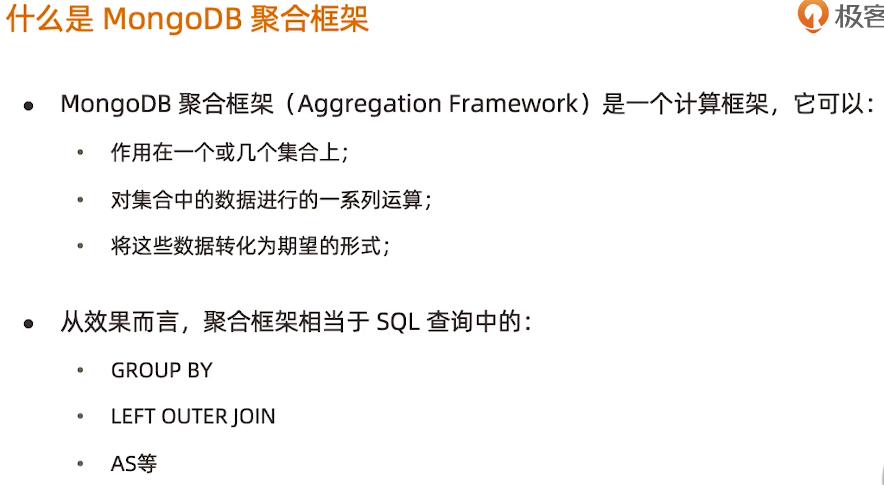 什么是 MongoDB 聚合框架
极客
MongoDB 聚合框架（Aggregation Framework）是一个计算框架，它可以：
作用在一个或几个集合上；
对集合中的数据进行的一系列运算；
将这些数据转化为期望的形式；
从效果而言，聚合框架相当于 SQL 查询中的：
GROUP BY
LEFT OUTER JOIN
AS等